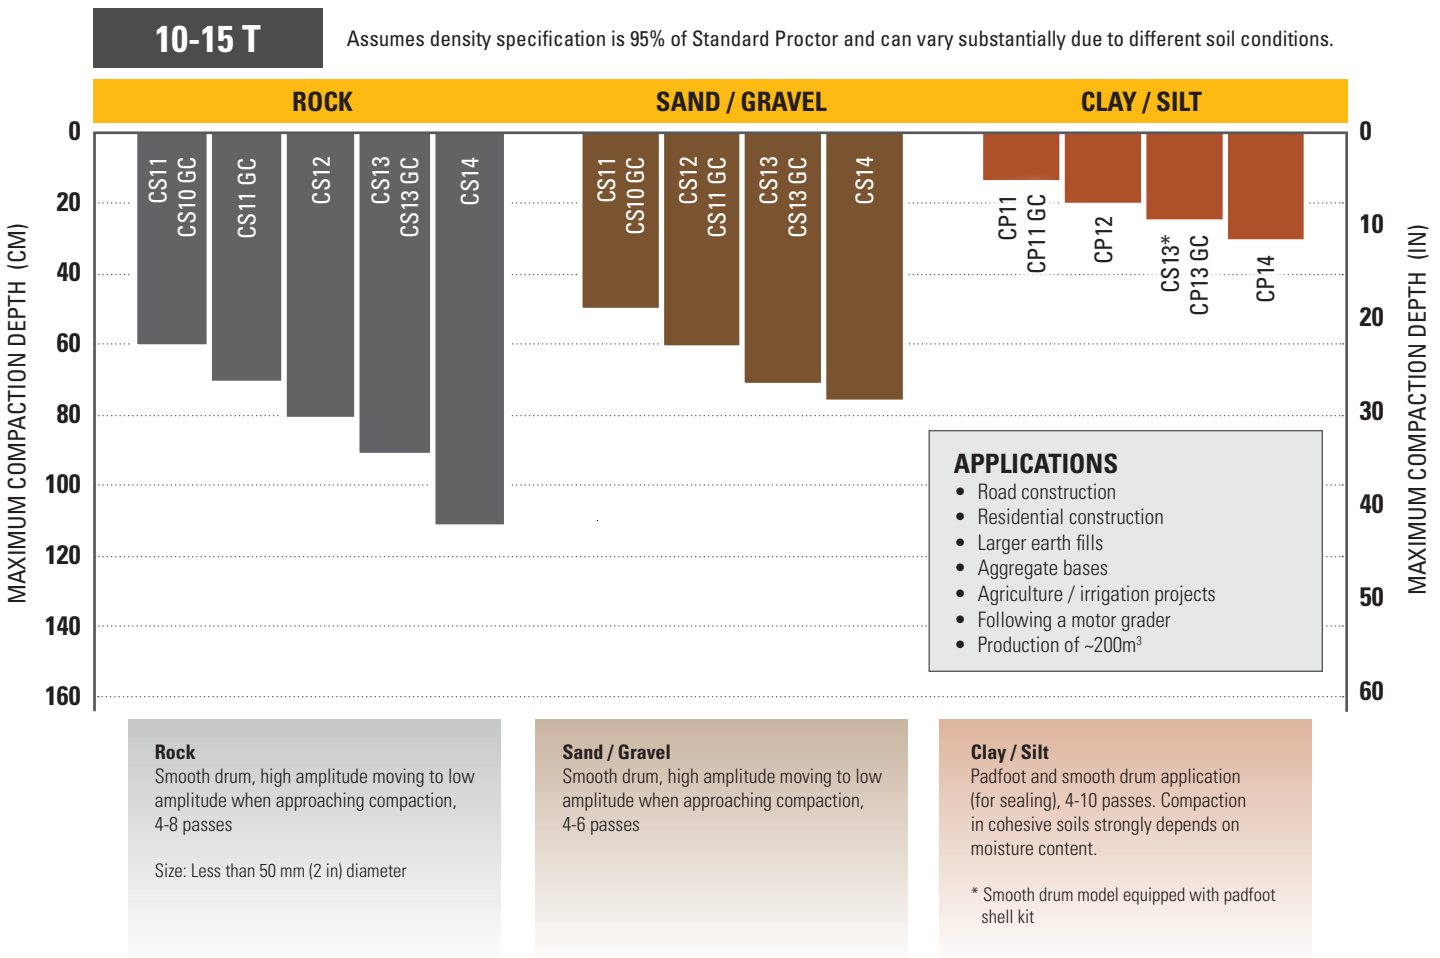 10-15 T
Assumes density specification is 95% of Standard Proctor and can vary substantially due to different soil conditions.
ROCK
SAND / GRAVEL
CLAY / SILT
MAXIMUM COMPACTION DEPTH (CM)
0
20
40
60
80
100
120
140
160
CS11
CS10 GC
CS11 GC
CS12
CS13
CS13 GC
CS14
CS11
CS10 GC
CS12
CS11 GC
CS13
CS13 GC
CS14
CP11
CP11 GC
CP12
CS13*
CP13 GC
CP14
0
10
20
30
40
50
60
MAXIMUM COMPACTION DEPTH (IN)
APPLICATIONS
• Road construction
• Residential construction
• Larger earth fills
• Aggregate bases
• Agriculture / irrigation projects
• Following a motor grader
• Production of ~200m³
Rock
Smooth drum, high amplitude moving to low
amplitude when approaching compaction,
4-8 passes
Size: Less than 50 mm (2 in) diameter
Sand / Gravel
Smooth drum, high amplitude moving to low
amplitude when approaching compaction,
4-6 passes
Clay / Silt
Padfoot and smooth drum application
(for sealing), 4-10 passes. Compaction
in cohesive soils strongly depends on
moisture content.
* Smooth drum model equipped with padfoot
shell kit